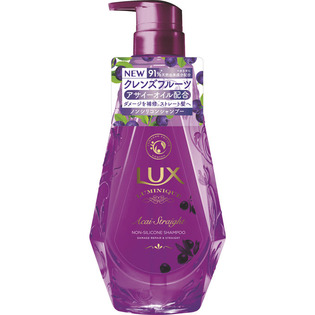 NEW 91%
クレンズフルーツ
アサイーオイル配合
ダメージを補修、ストレート髪へ
ノンシリコンシャンプー
LUX
LUMINIQUE
Acai-Straight
NON-SILICONE SHAMPOO
DAMAGE REPAIR & STRAIGHT